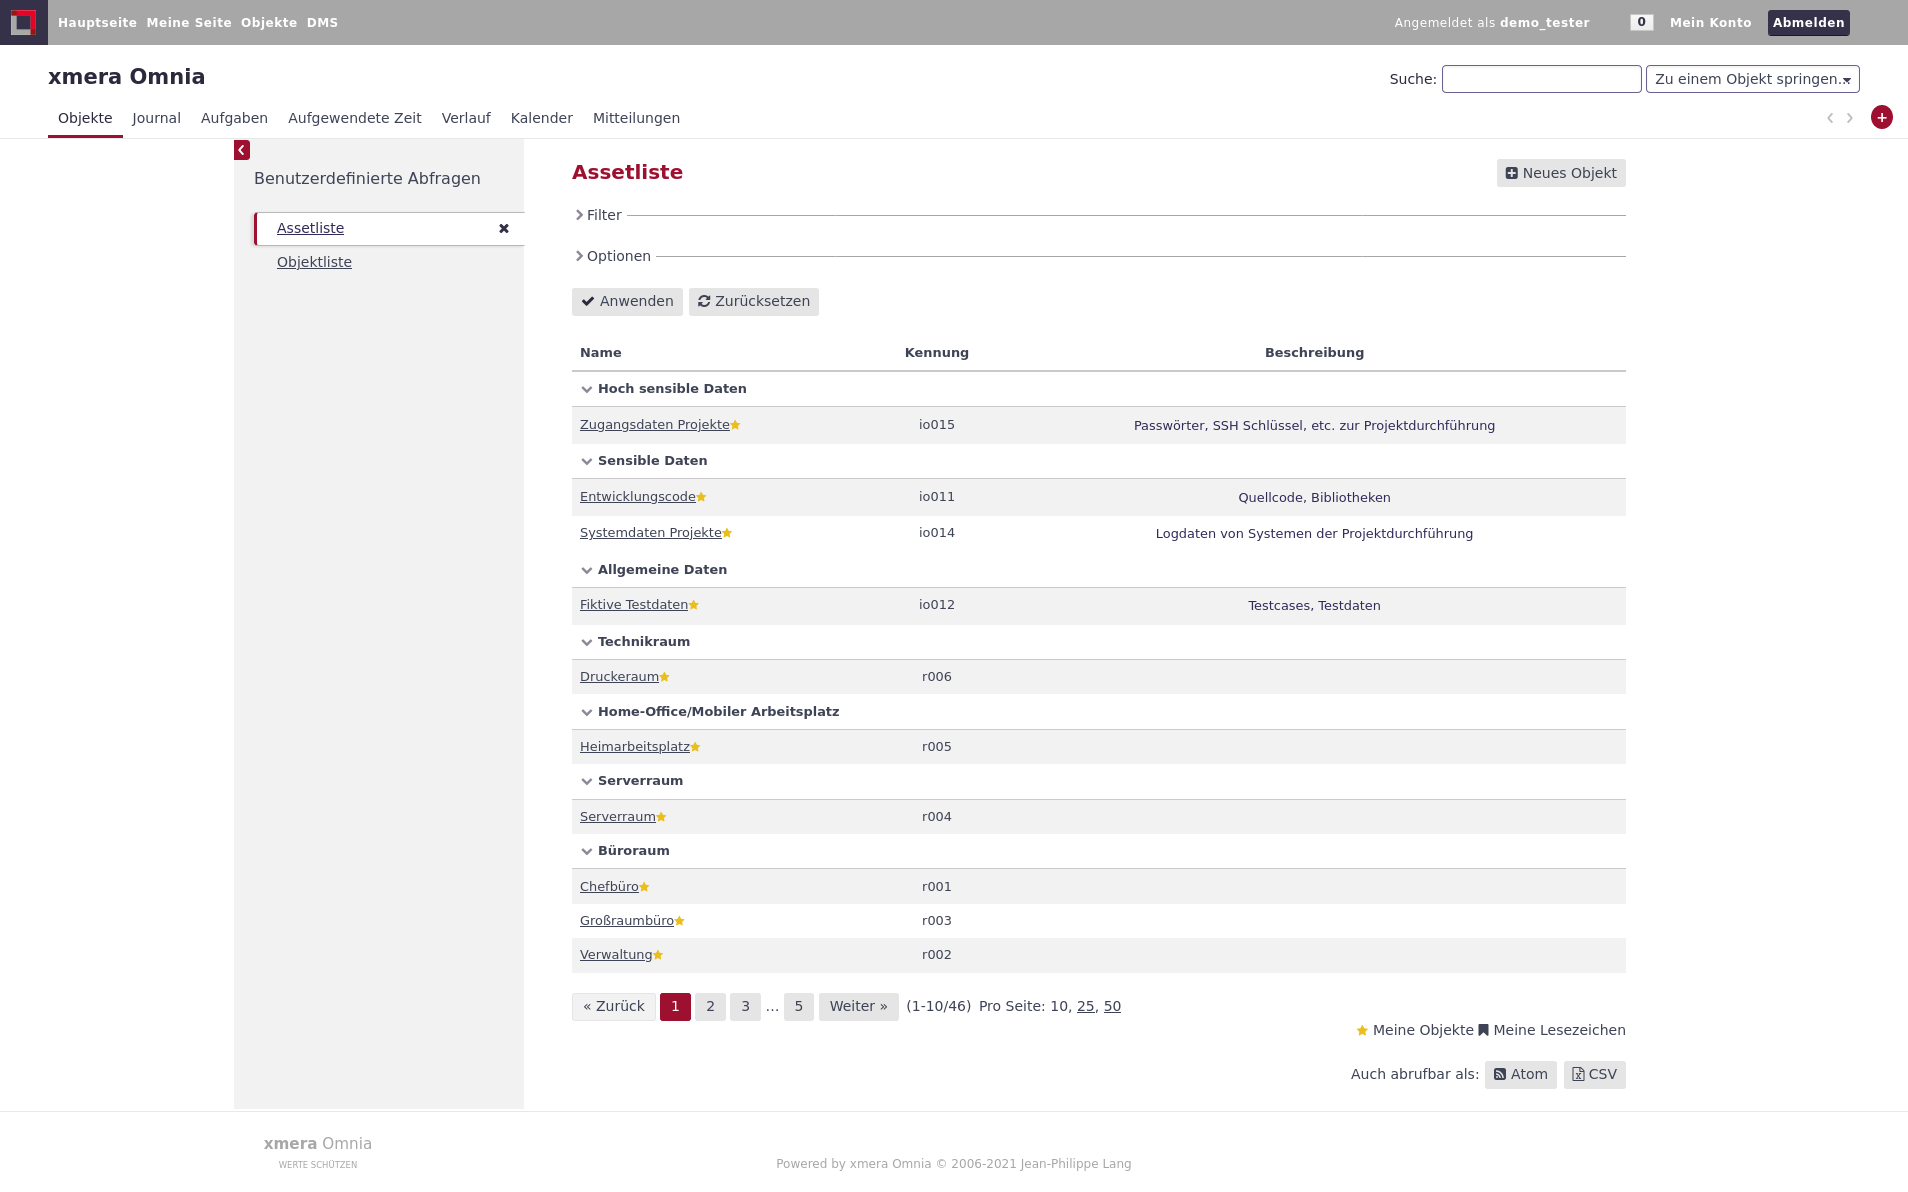 Hauptseite Meine Seite Objekte DMS Angemeldet als demo_tester 0 Mein Konto Abmelden
xmera Omnia Suche: Zu einem Objekt springen...
Objekte Journal Aufgaben Aufgewendete Zeit Verlauf Kalender Mitteilungen
Benutzerdefinierte Abfragen
Assetliste
Objektliste
Assetliste Neues Objekt
Filter
Optionen
Anwenden Zurücksetzen
Name Kennung Beschreibung
Hoch sensible Daten
Zugangsdaten Projekte io015 Passwörter, SSH Schlüssel, etc. zur Projektdurchführung
Sensible Daten
Entwicklungscode io011 Quellcode, Bibliotheken
Systemdaten Projekte io014 Logdaten von Systemen der Projektdurchführung
Allgemeine Daten
Fiktive Testdaten io012 Testcases, Testdaten
Technikraum
Druckeraum r006
Home-Office/Mobiler Arbeitsplatz
Heimarbeitsplatz r005
Serverraum
Serverraum r004
Büroraum
Chefbüro r001
Großraumbüro r003
Verwaltung r002
« Zurück 1 2 3 … 5 Weiter » (1-10/46) Pro Seite: 10, 25, 50
Meine Objekte Meine Lesezeichen
Auch abrufbar als: Atom CSV
xmera Omnia
WERTE SCHÜTZEN
Powered by xmera Omnia © 2006-2021 Jean-Philippe Lang